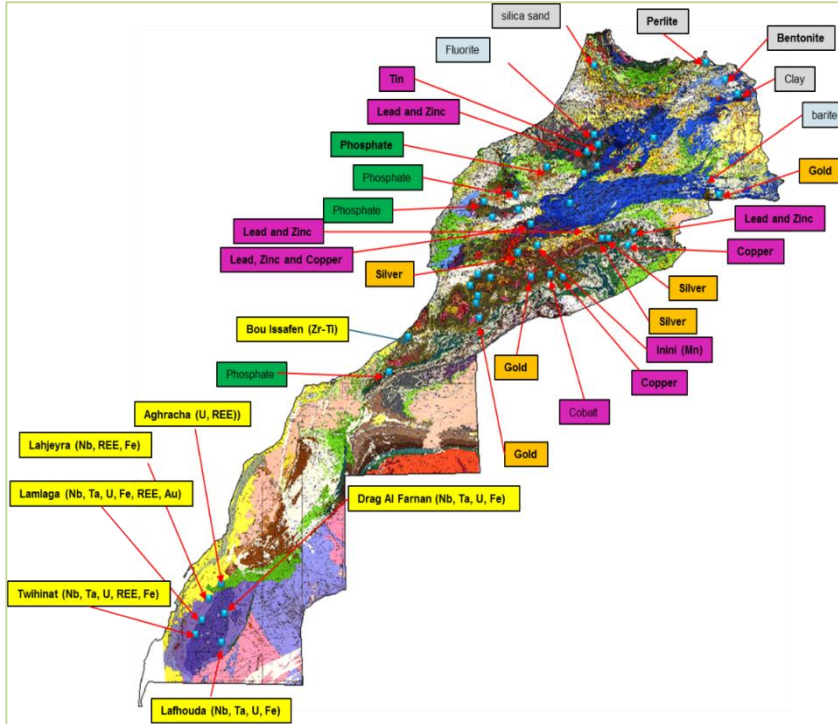 silica sand
Perlite
Fluorite
Bentonite
Tin
Clay
Lead and Zinc
barite
Phosphate
Phosphate
Gold
Phosphate
Lead and Zinc
Lead and Zinc
Lead, Zinc and Copper
Copper
Silver
Silver
Bou Issafen (Zr-Ti)
Silver
Inini (Mn)
Phosphate
Gold
Copper
Aghracha (U, REE))
Cobalt
Lahjeyra (Nb, REE, Fe)
Gold
Lamlaga (Nb, Ta, U, Fe, REE, Au)
Drag Al Farnan (Nb, Ta, U, Fe)
Twihinat (Nb, Ta, U, REE, Fe)
Lafhouda (Nb, Ta, U, Fe)